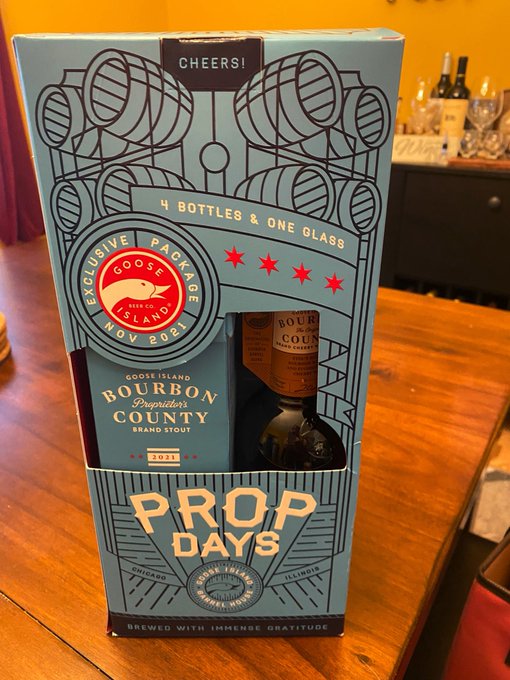 CHEERS!
4 BOTTLES & ONE GLASS
EXCLUSIVE PACKAGE
GOOSE
BEER CO.
ISLAND
NOV 2021
GOOSE ISLAND
BOURBON
Proprietor's
COUNTY
BRAND STOUT
2021
BOUR
COUN
PROP
DAYS
CHICAGO
ILLINOIS
GOOSE ISLAND
BARREL HOUSE
BREWED WITH IMMENSE GRATITUDE